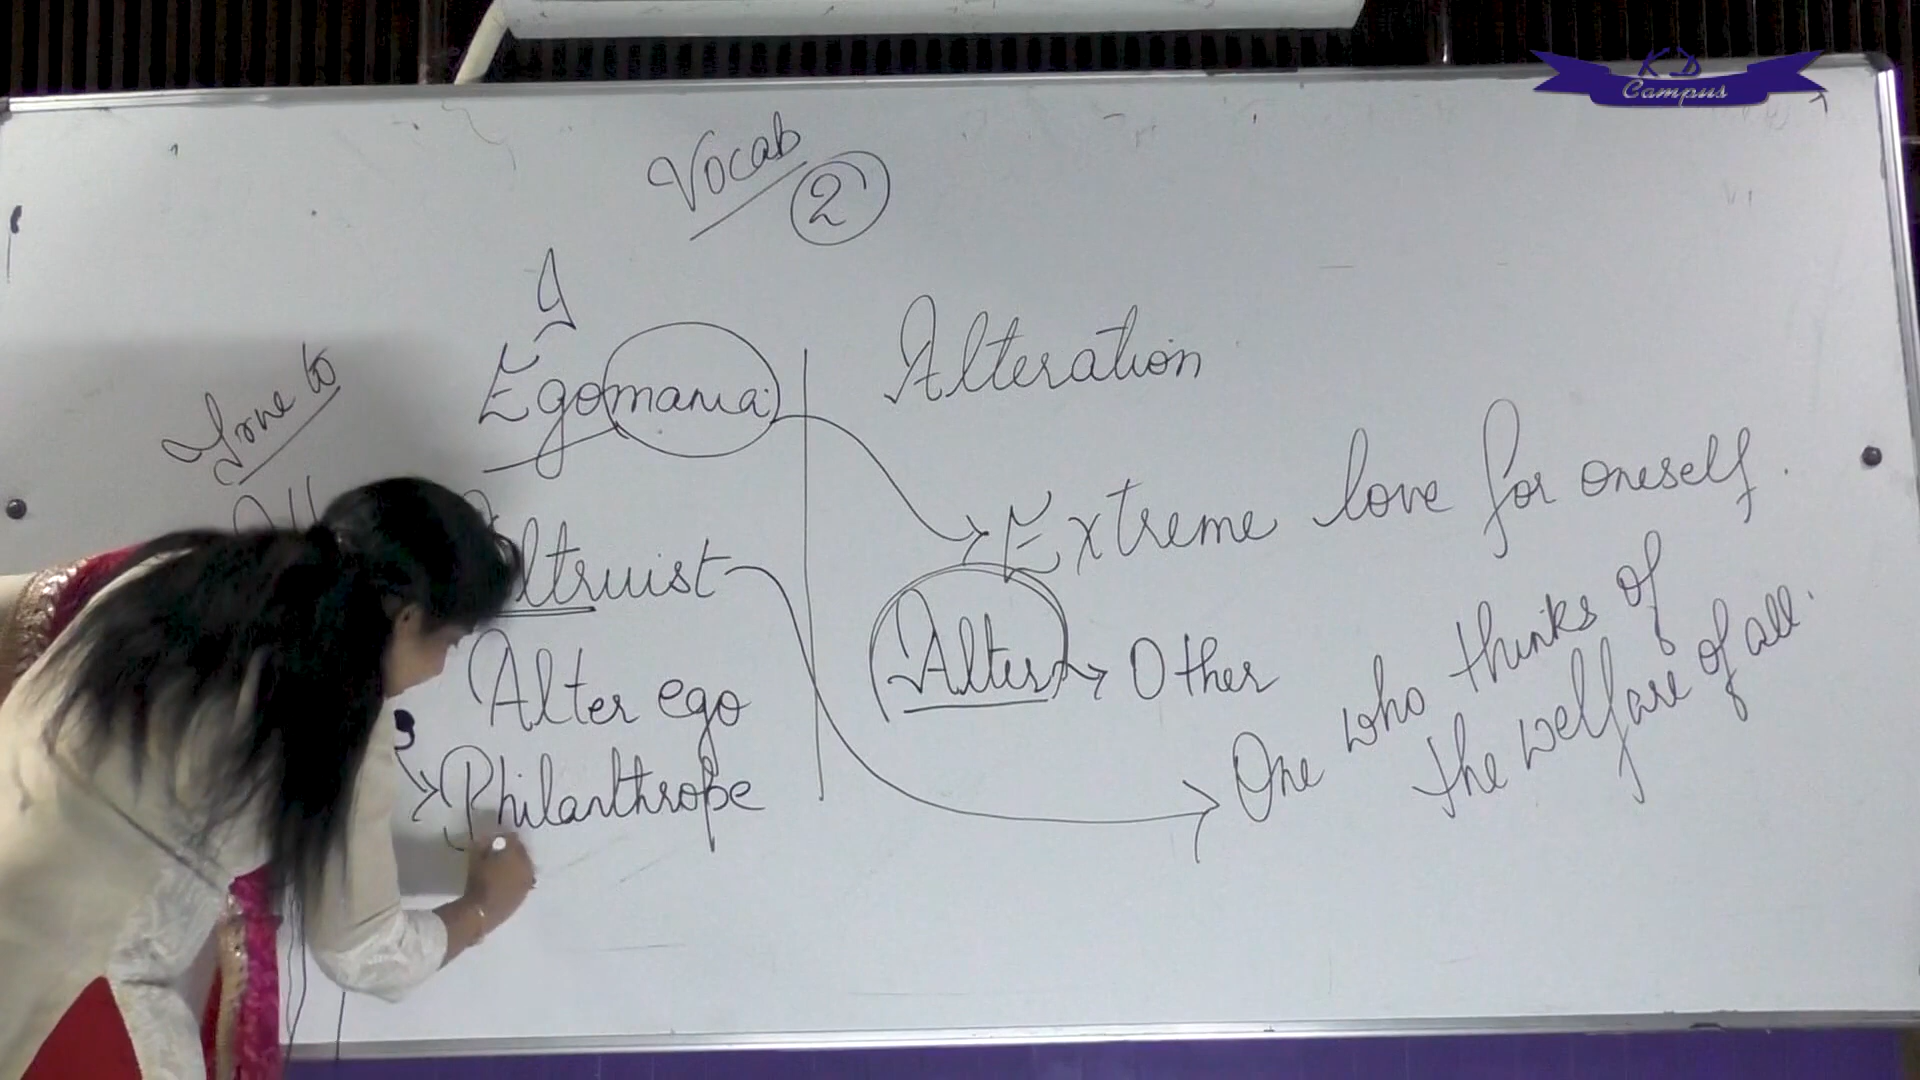 KD
Campus
Vocab
2
I
Egomania
Alteration
to
Extreme love for oneself.
Altruist
Alter → Other
One who thinks of
the welfare of all.
Alter ego
→ Philanthrope